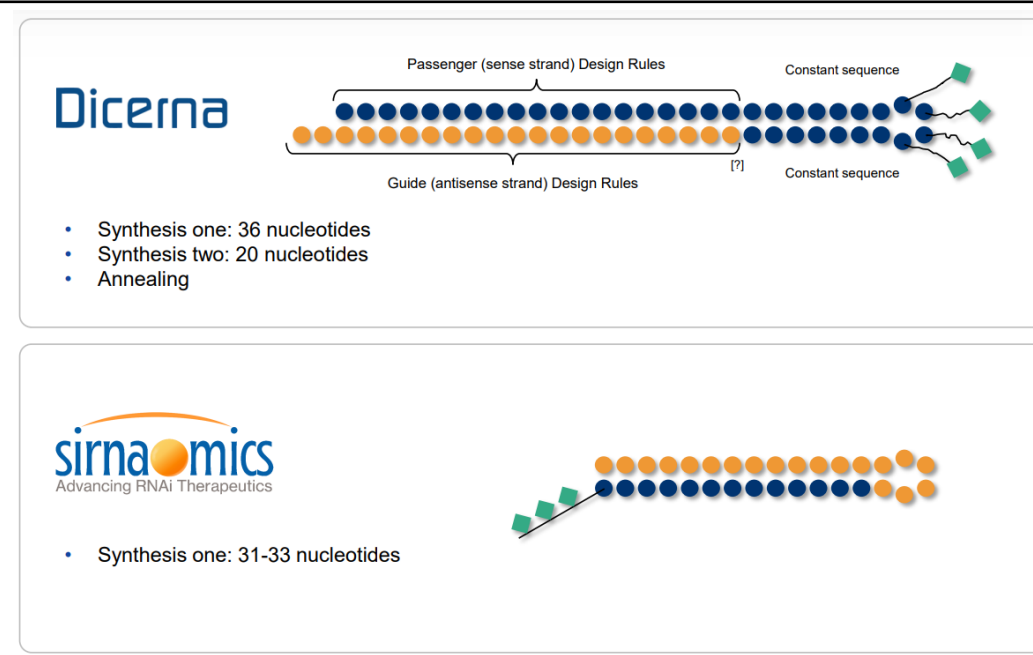 Passenger (sense strand) Design Rules
Constant sequence
Dicerna
[?]
Constant sequence
Guide (antisense strand) Design Rules
• Synthesis one: 36 nucleotides
• Synthesis two: 20 nucleotides
• Annealing
sirnaomics
Advancing RNAi Therapeutics
• Synthesis one: 31-33 nucleotides